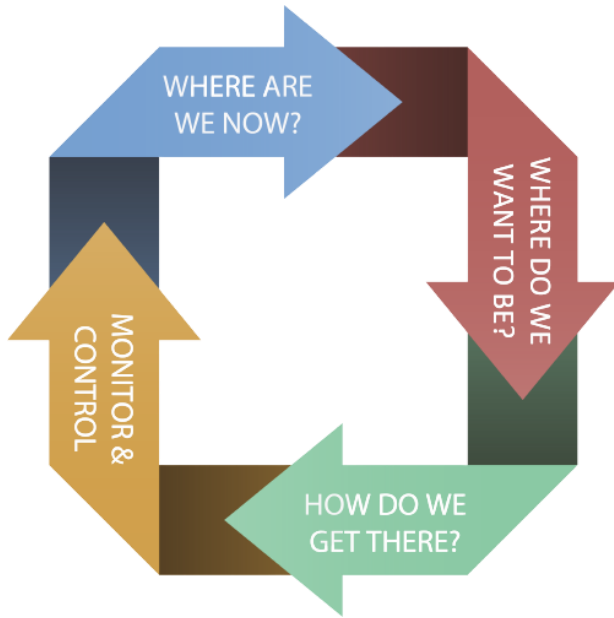 WHERE ARE
WE NOW?
WHERE DO WE
WANT TO BE?
HOW DO WE
GET THERE?
MONITOR &
CONTROL